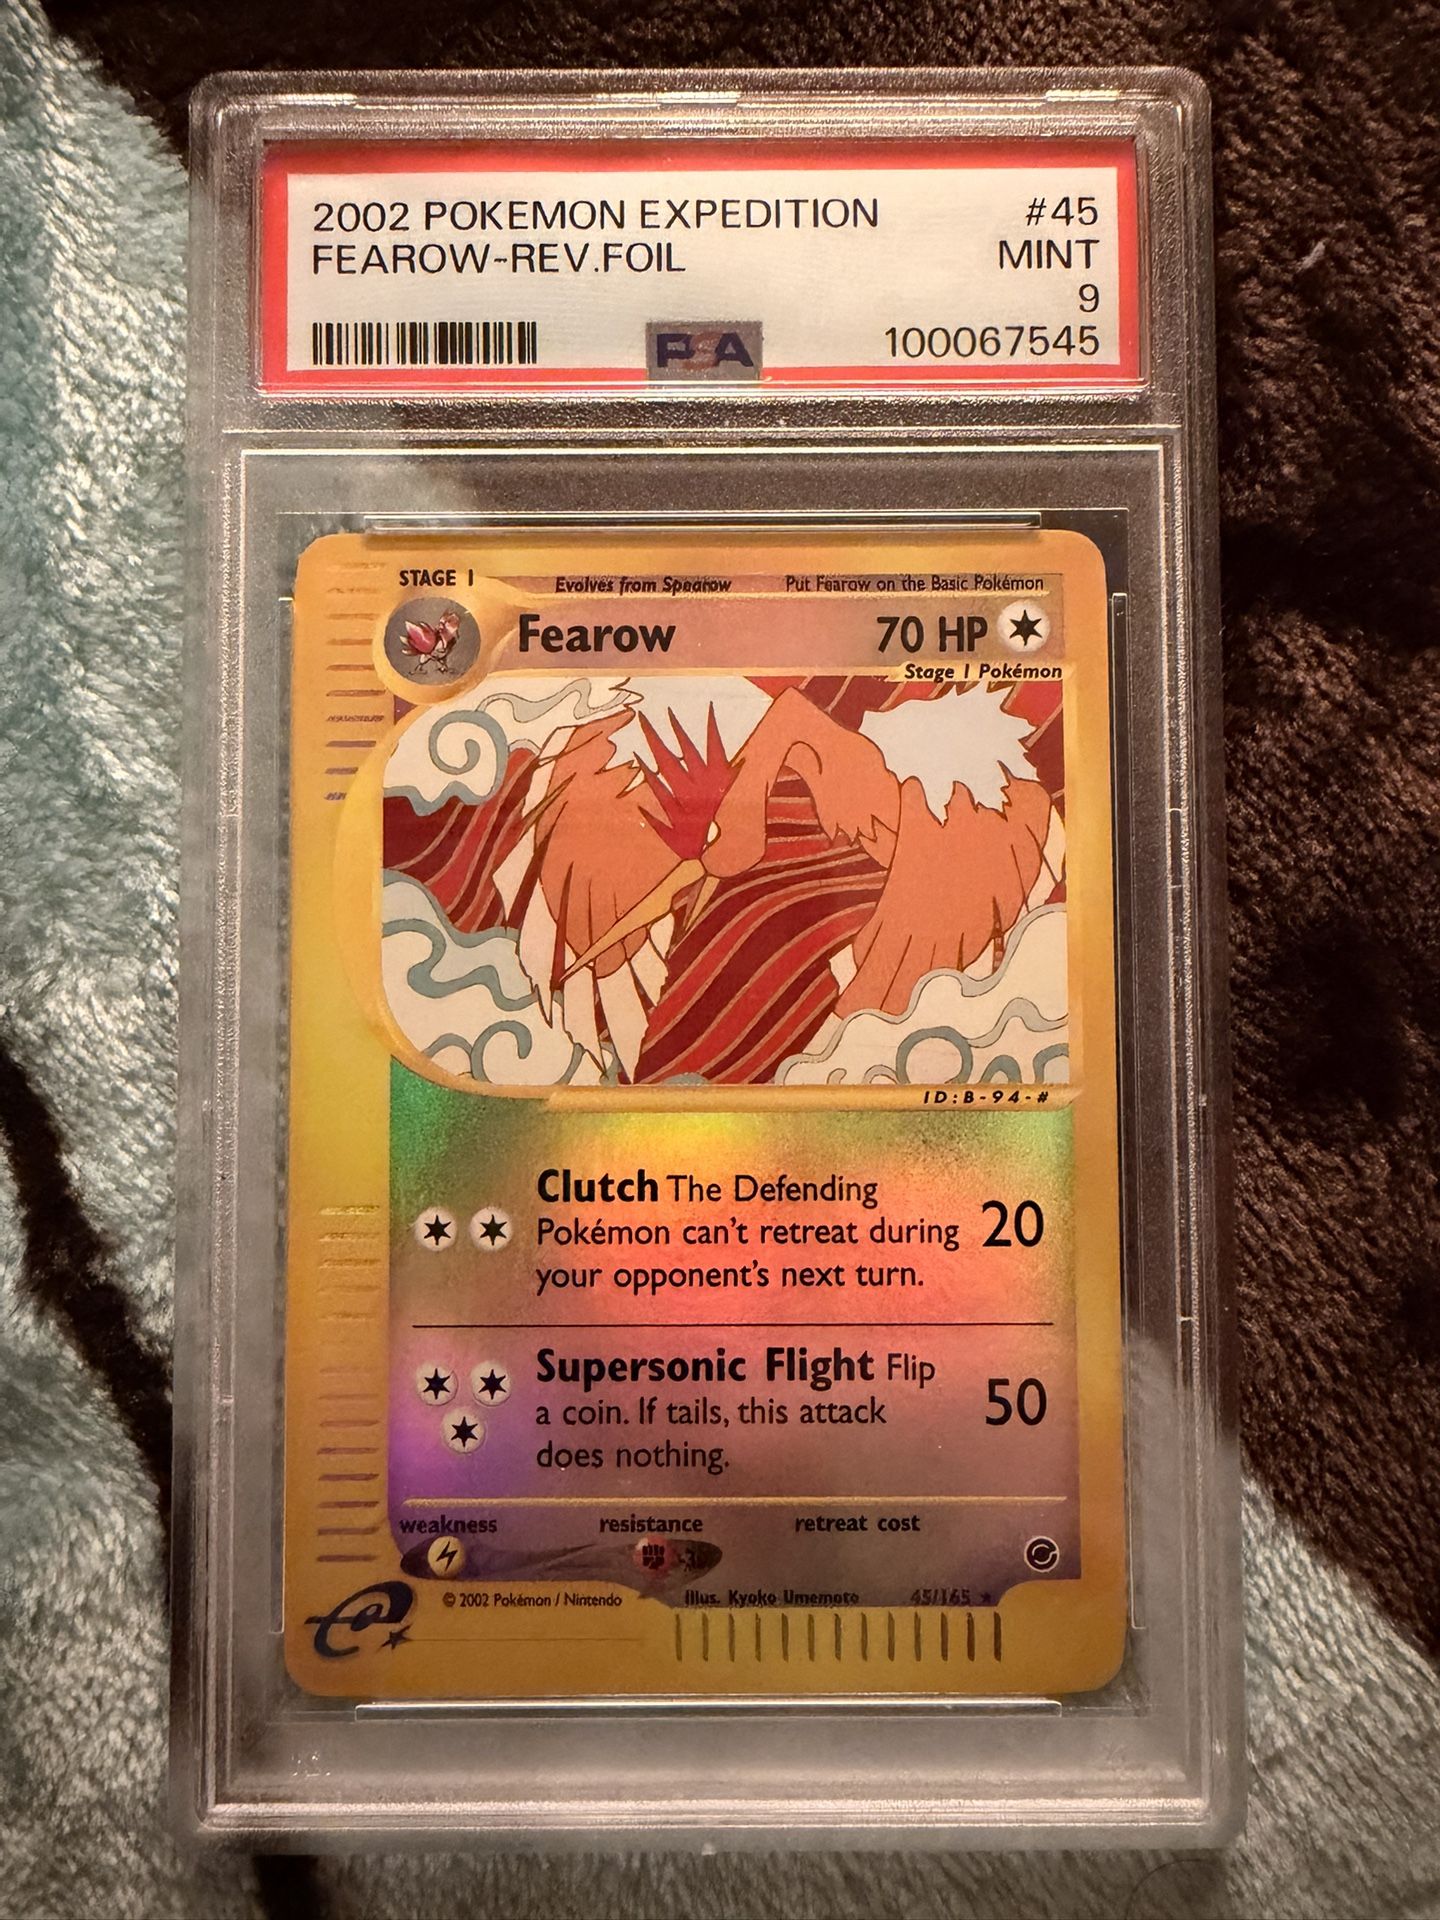 2002 POKEMON EXPEDITION #45
FEAROW-REV.FOIL MINT
9
PSA 100067545
STAGE 1 Evolves from Spearow Put Fearow on the Basic Pokémon
Fearow 70 HP
Stage 1 Pokémon
ID:B-94-#
Clutch The Defending
Pokémon can't retreat during 20
your opponent's next turn.
Supersonic Flight Flip
a coin. If tails, this attack 50
does nothing.
weakness resistance retreat cost
-30
© 2002 Pokémon / Nintendo Illus. Kyoko Umemoto 45/165 ★
e